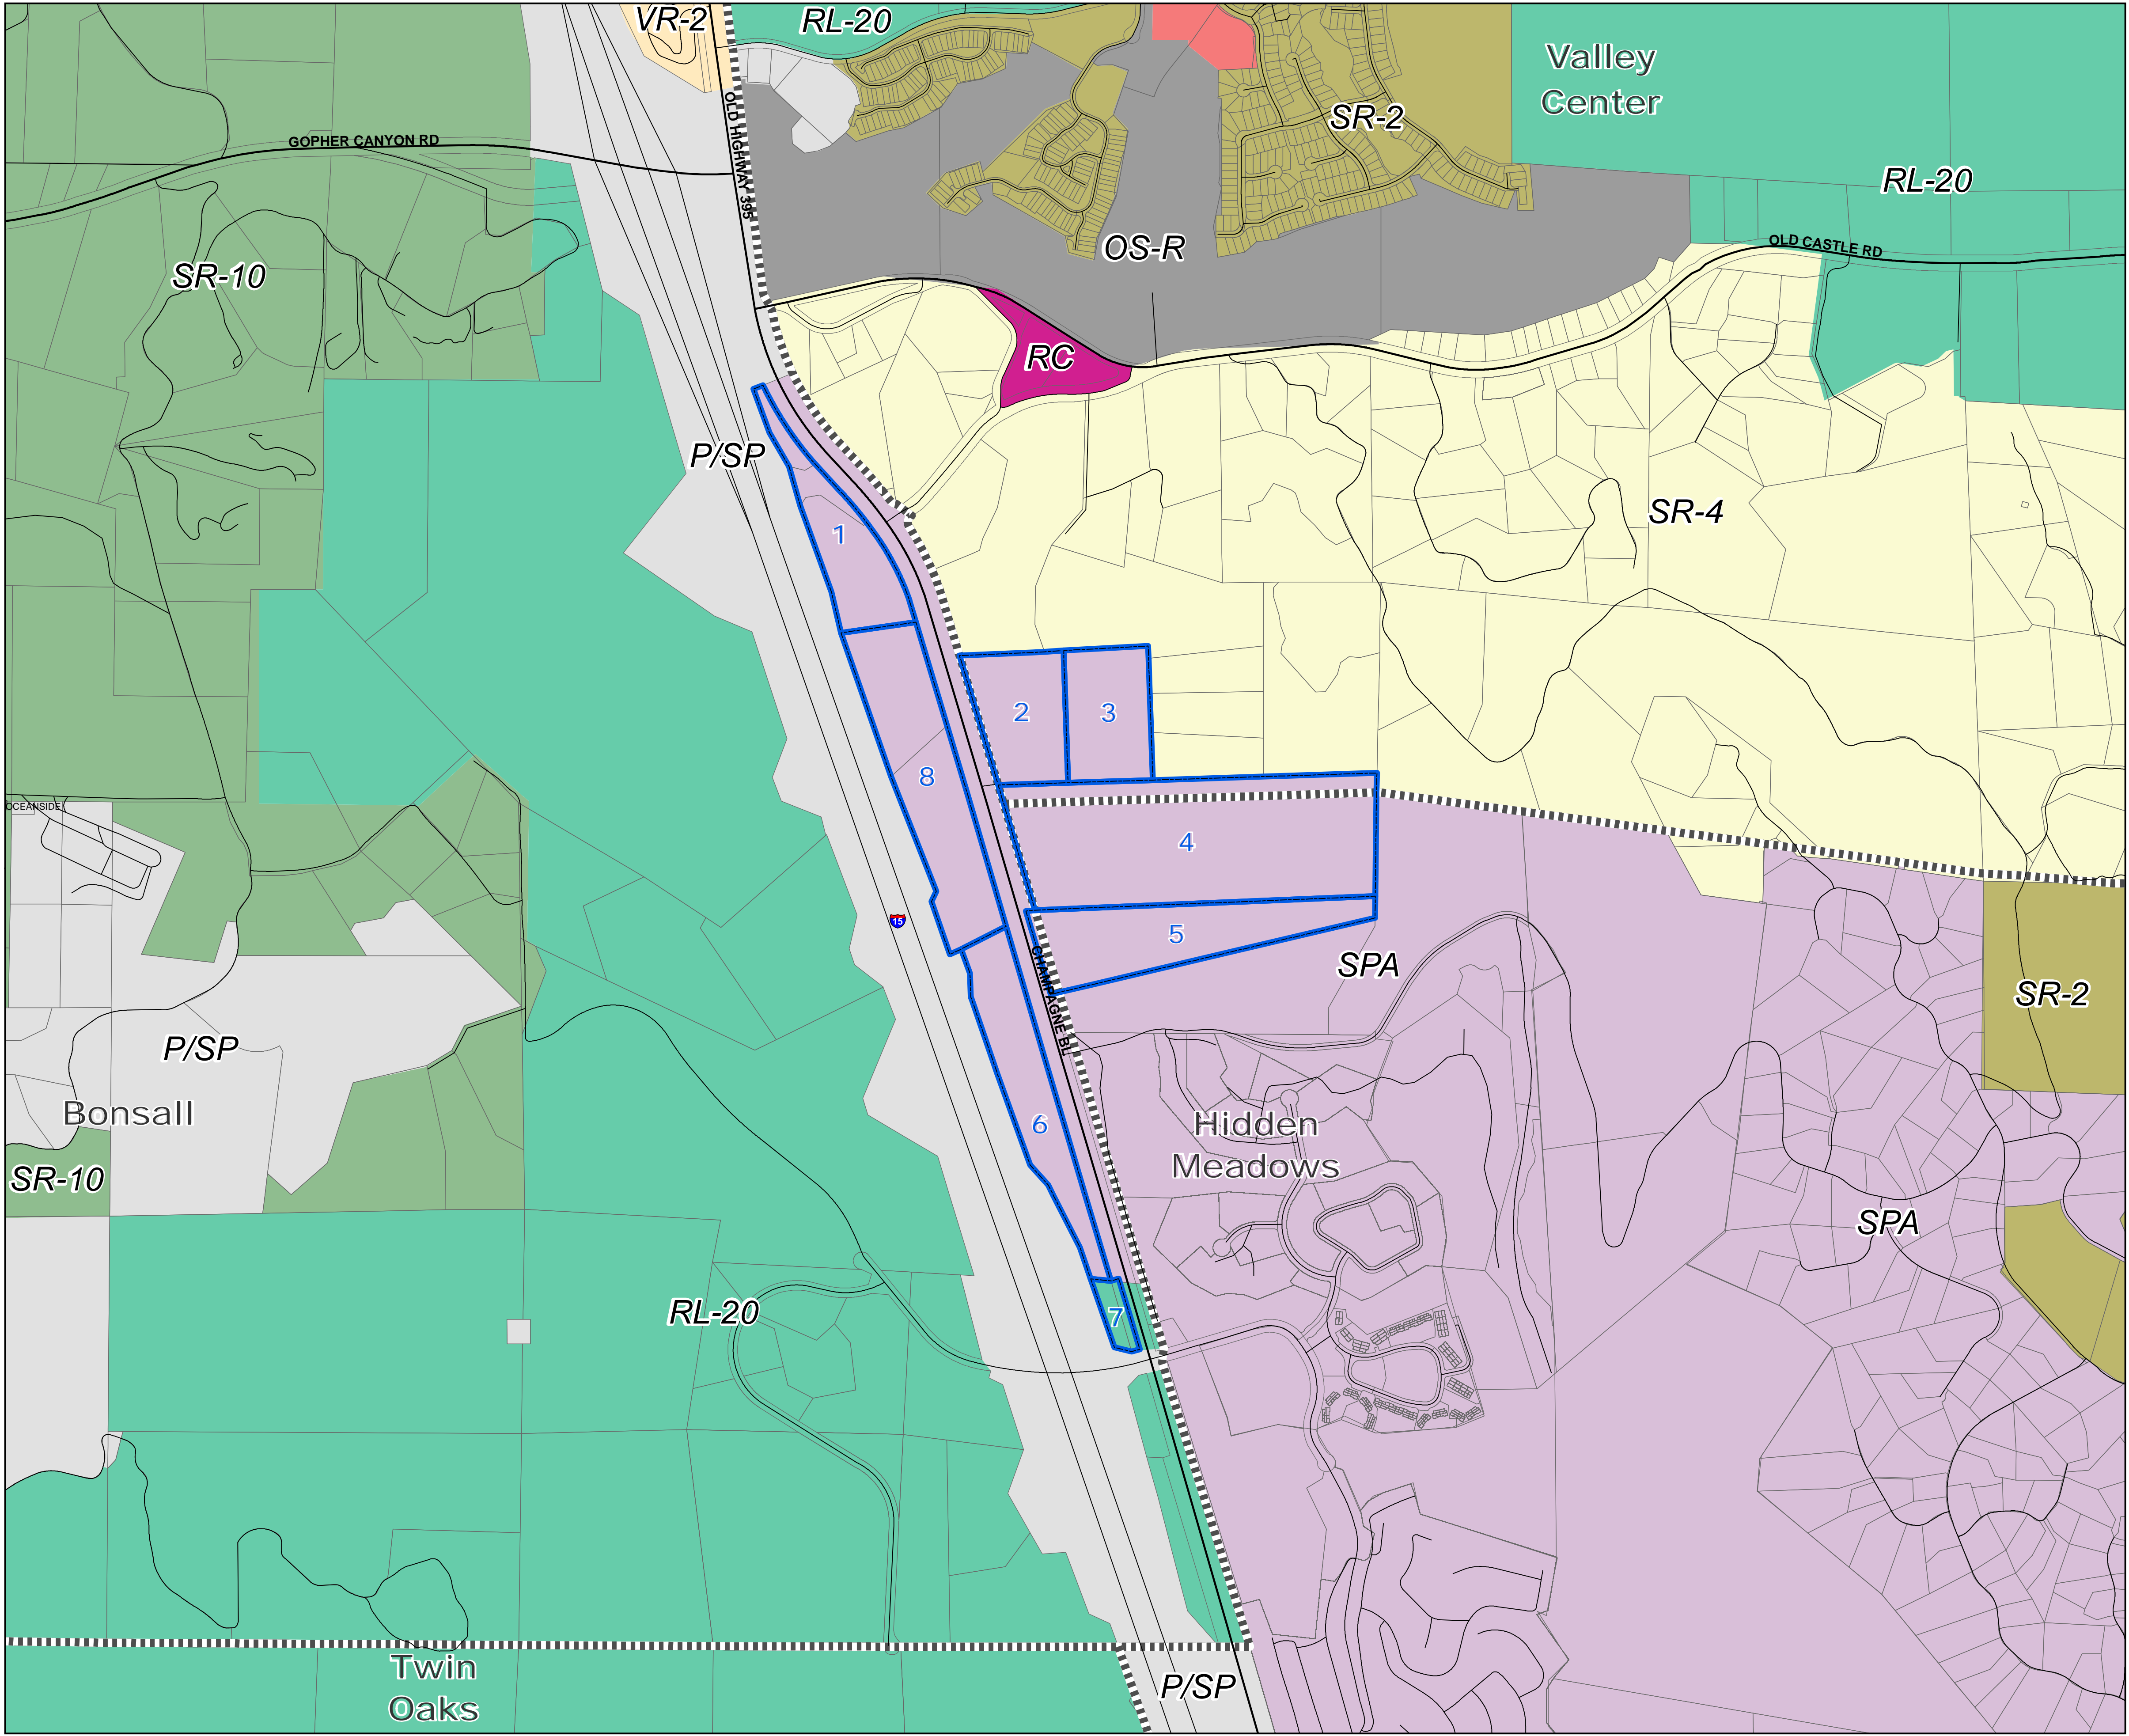 VR-2
RL-20
Valley
Center
OLD HIGHWAY 395
SR-2
GOPHER CANYON RD
RL-20
OLD CASTLE RD
OS-R
SR-10
RC
P/SP
SR-4
1
2
3
8
OCEANSIDE
4
15
5
CHAMPAGNE BL
SPA
SR-2
P/SP
Bonsall
6
Hidden
Meadows
SR-10
SPA
RL-20
7
Twin
Oaks
P/SP